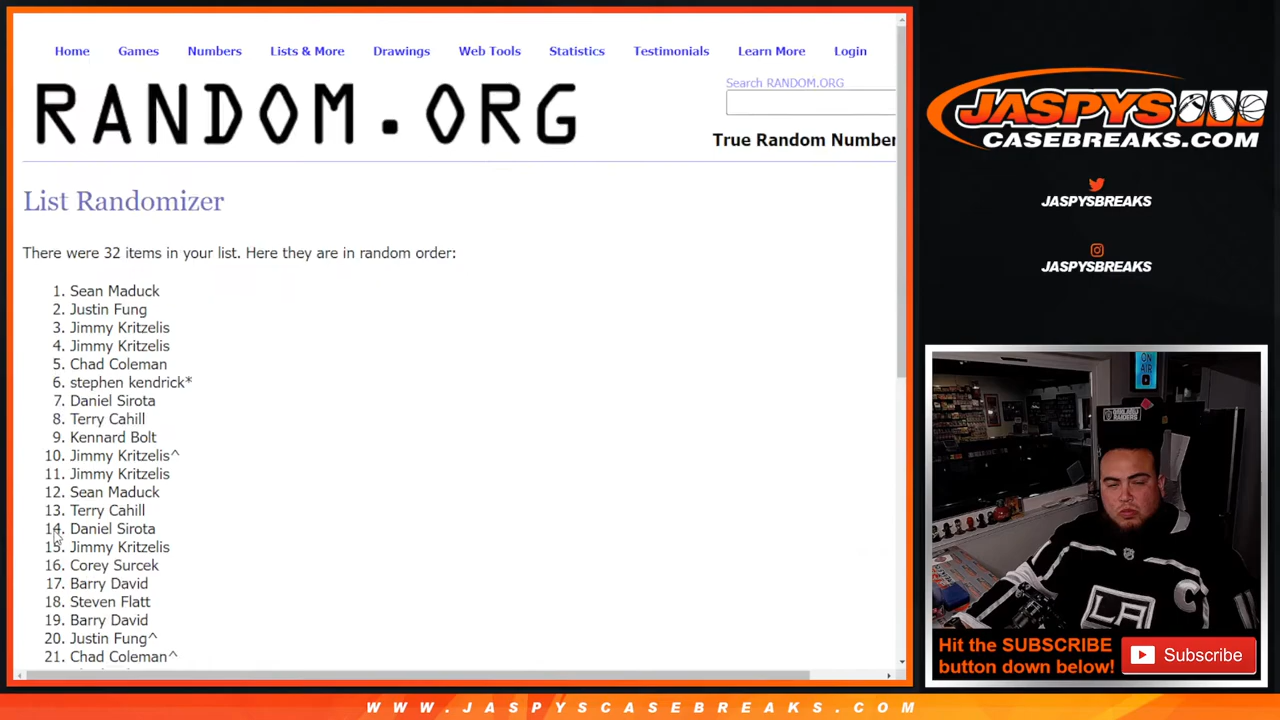 Home Games Numbers Lists & More Drawings Web Tools Statistics Testimonials Learn More Login
RANDOM.ORG
Search RANDOM.ORG
True Random Number
List Randomizer
There were 32 items in your list. Here they are in random order:
1. Sean Maduck
2. Justin Fung
3. Jimmy Kritzelis
4. Jimmy Kritzelis
5. Chad Coleman
6. stephen kendrick*
7. Daniel Sirota
8. Terry Cahill
9. Kennard Bolt
10. Jimmy Kritzelis^
11. Jimmy Kritzelis
12. Sean Maduck
13. Terry Cahill
14. Daniel Sirota
15. Jimmy Kritzelis
16. Corey Surcek
17. Barry David
18. Steven Flatt
19. Barry David
20. Justin Fung^
21. Chad Coleman^
JASPYS
CASEBREAKS.COM
JASPYSBREAKS
JASPYSBREAKS
ON
AIR
OAKLAND
RAIDERS
LA
C
Hit the SUBSCRIBE
button down below!
Subscribe
WWW.JASPYSCASEBREAKS.COM